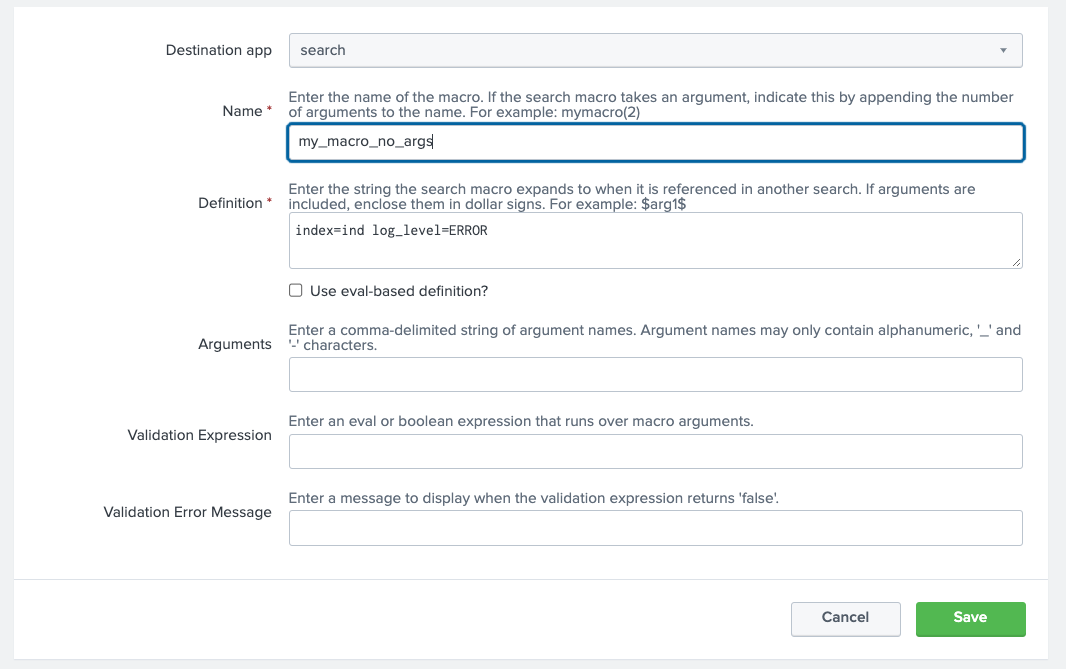 Destination app
search
Name *
Enter the name of the macro. If the search macro takes an argument, indicate this by appending the number
of arguments to the name. For example: mymacro(2)
my_macro_no_args
Definition *
Enter the string the search macro expands to when it is referenced in another search. If arguments are
included, enclose them in dollar signs. For example: $arg1$
index=ind log_level=ERROR
Use eval-based definition?
Arguments
Enter a comma-delimited string of argument names. Argument names may only contain alphanumeric, '_' and
'-' characters.
Validation Expression
Enter an eval or boolean expression that runs over macro arguments.
Validation Error Message
Enter a message to display when the validation expression returns 'false'.
Cancel
Save